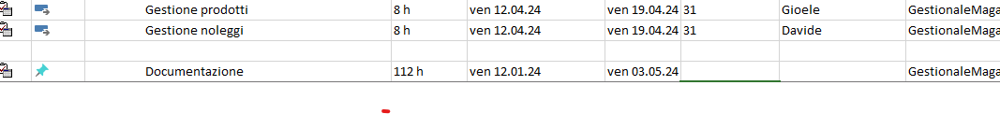 Gestione prodotti 8 h ven 12.04.24 ven 19.04.24 31 Gioele GestionaleMaga
Gestione noleggi 8 h ven 12.04.24 ven 19.04.24 31 Davide GestionaleMaga
Documentazione 112 h ven 12.01.24 ven 03.05.24 GestionaleMaga